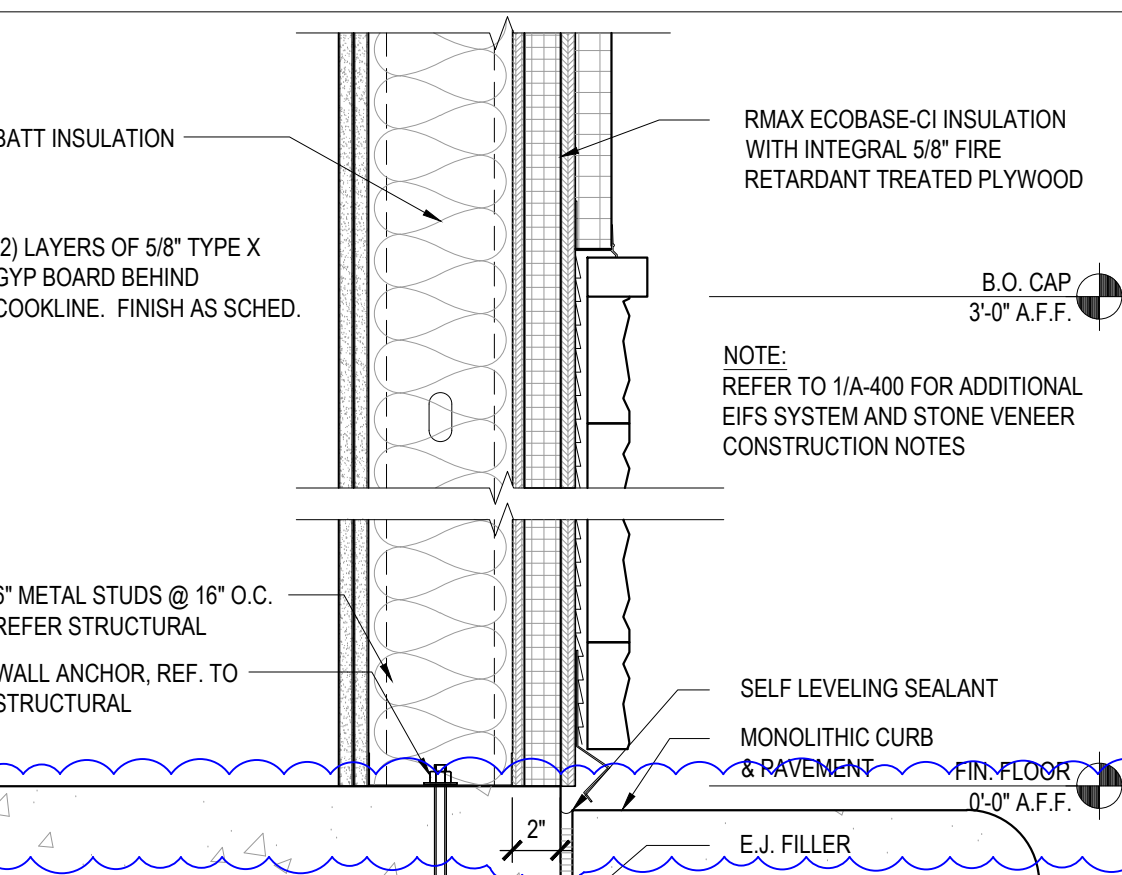 BATT INSULATION
2) LAYERS OF 5/8" TYPE X
GYP BOARD BEHIND
COOKLINE. FINISH AS SCHED.
6" METAL STUDS @ 16" O.C.
REFER STRUCTURAL
WALL ANCHOR, REF. TO
STRUCTURAL
RMAX ECOBASE-CI INSULATION
WITH INTEGRAL 5/8" FIRE
RETARDANT TREATED PLYWOOD
B.O. CAP
3'-0" A.F.F.
NOTE:
REFER TO 1/A-400 FOR ADDITIONAL
EIFS SYSTEM AND STONE VENEER
CONSTRUCTION NOTES
SELF LEVELING SEALANT
MONOLITHIC CURB
& PAVEMENT
FIN. FLOOR
0'-0" A.F.F.
2"
E.J. FILLER